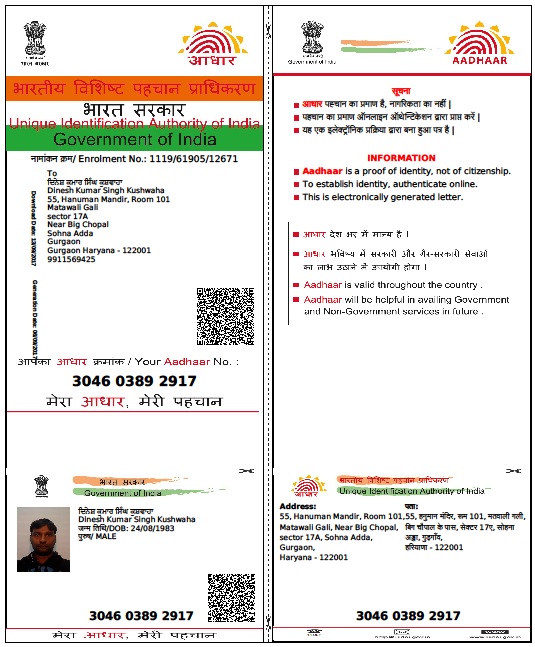 भारत सरकार
आधार
भारतीय विशिष्ट पहचान प्राधिकरण
भारत सरकार
Unique Identification Authority of India
Government of India
नामांकन क्रम/ Enrolment No.: 1119/61905/12671
To
दिनेश कुमार सिंह कुशवाहा
Dinesh Kumar Singh Kushwaha
55, Hanuman Mandir, Room 101
Matawali Gali
sector 17A
Near Big Chopal
Sohna Adda
Gurgaon
Gurgaon Haryana - 122001
9911569425
Download Date:
Generation Date:
आपका आधार क्रमांक / Your Aadhaar No. :
3046 0389 2917
मेरा आधार, मेरी पहचान
Government of India
AADHAAR
सूचना
आधार पहचान का प्रमाण है, नागरिकता का नहीं |
पहचान का प्रमाण ऑनलाइन ऑथेन्टिकेशन द्वारा प्राप्त करें |
यह एक इलेक्ट्रॉनिक प्रक्रिया द्वारा बना हुआ पत्र है |
INFORMATION
Aadhaar is a proof of identity, not of citizenship.
To establish identity, authenticate online.
This is electronically generated letter.
आधार देश भर में मान्य है |
आधार भविष्य में सरकारी और गैर-सरकारी सेवाओं
का लाभ उठाने में उपयोगी होगा |
Aadhaar is valid throughout the country .
Aadhaar will be helpful in availing Government
and Non-Government services in future .
भारत सरकार
Government of India
दिनेश कुमार सिंह कुशवाहा
Dinesh Kumar Singh Kushwaha
जन्म तिथि/DOB: 24/08/1983
पुरुष/ MALE
3046 0389 2917
मेरा आधार, मेरी पहचान
आधार
भारतीय विशिष्ट पहचान प्राधिकरण
Unique Identification Authority of India
Address:
55, Hanuman Mandir, Room 101,
Matawali Gali, Near Big Chopal,
sector 17A, Sohna Adda,
Gurgaon,
Haryana - 122001
पता:
55, हनुमान मंदिर, रूम 101, मतवाली गली,
बिग चौपाल के पास, सेक्टर 17ए, सोहना
अड्डा, गुड़गाँव,
हरियाणा - 122001
3046 0389 2917